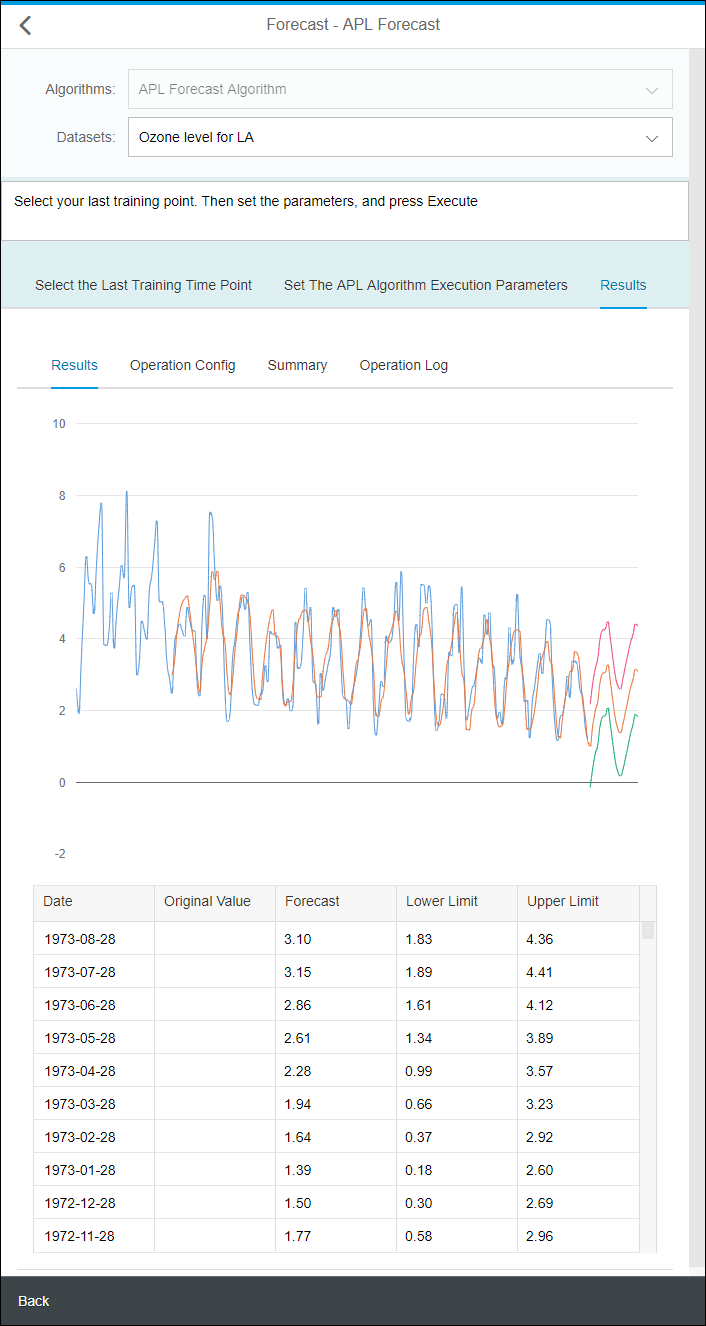 Forecast - APL Forecast
Algorithms: APL Forecast Algorithm
Datasets: Ozone level for LA
Select your last training point. Then set the parameters, and press Execute
Select the Last Training Time Point Set The APL Algorithm Execution Parameters Results
Results Operation Config Summary Operation Log
10
8
6
4
2
0
-2
Date Original Value Forecast Lower Limit Upper Limit
1973-08-28 3.10 1.83 4.36
1973-07-28 3.15 1.89 4.41
1973-06-28 2.86 1.61 4.12
1973-05-28 2.61 1.34 3.89
1973-04-28 2.28 0.99 3.57
1973-03-28 1.94 0.66 3.23
1973-02-28 1.64 0.37 2.92
1973-01-28 1.39 0.18 2.60
1972-12-28 1.50 0.30 2.69
1972-11-28 1.77 0.58 2.96
Back